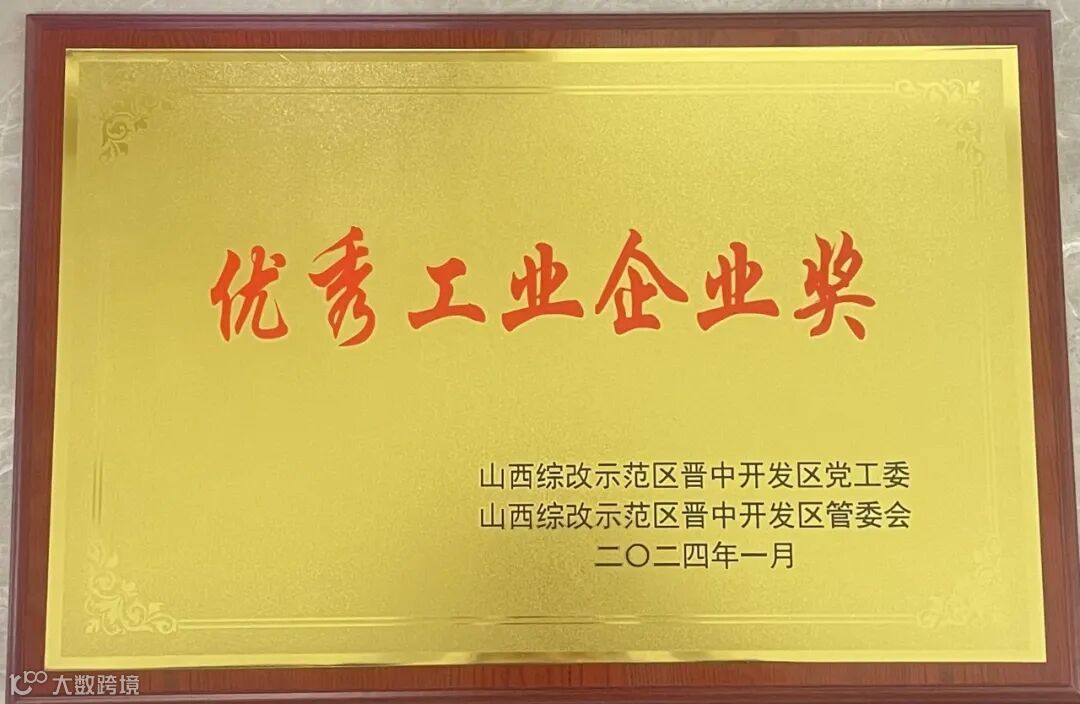 优秀工业企业奖
山西综改示范区晋中开发区党工委
山西综改示范区晋中开发区管委会
二〇二四年一月
大数跨境